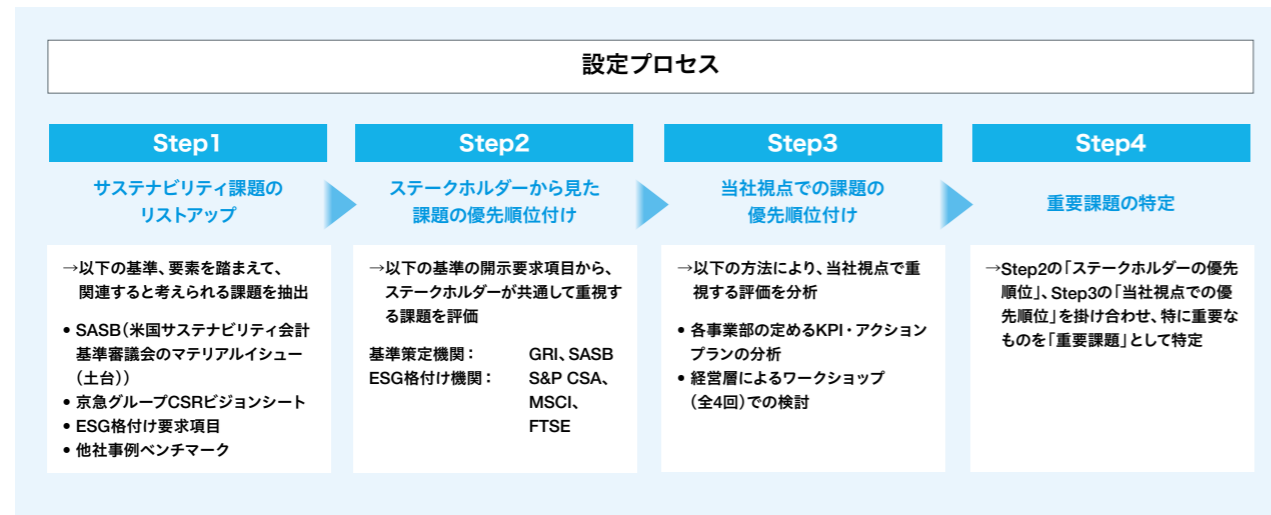 設定プロセス
Step1
サステナビリティ課題の
リストアップ
→以下の基準、要素を踏まえて、
関連すると考えられる課題を抽出
• SASB（米国サステナビリティ会計
基準審議会のマテリアルイシュー
（土台））
• 京急グループCSRビジョンシート
• ESG格付け要求項目
• 他社事例ベンチマーク
Step2
ステークホルダーから見た
課題の優先順位付け
→以下の基準の開示要求項目から、
ステークホルダーが共通して重視す
る課題を評価
基準策定機関： GRI、SASB
ESG格付け機関： S&P CSA、
MSCI、
FTSE
Step3
当社視点での課題の
優先順位付け
→以下の方法により、当社視点で重
視する評価を分析
• 各事業部の定めるKPI・アクション
プランの分析
• 経営層によるワークショップ
（全4回）での検討
Step4
重要課題の特定
→Step2の「ステークホルダーの優先
順位」、Step3の「当社視点での優
先順位」を掛け合わせ、特に重要な
ものを「重要課題」として特定